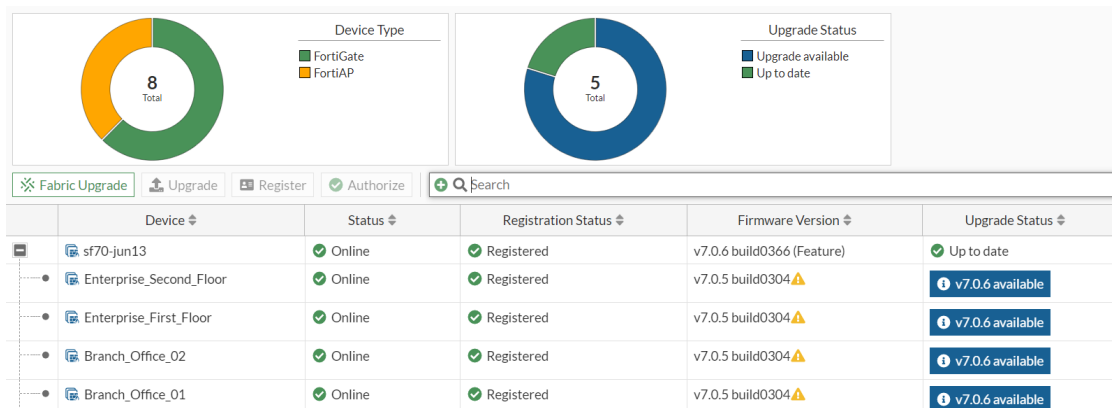 Device Type
FortiGate
FortiAP
8
Total
Upgrade Status
Upgrade available
Up to date
5
Total
Fabric Upgrade Upgrade Register Authorize Search
Device Status Registration Status Firmware Version Upgrade Status
sf70-jun13 Online Registered v7.0.6 build0366 (Feature) Up to date
Enterprise_Second_Floor Online Registered v7.0.5 build0304 v7.0.6 available
Enterprise_First_Floor Online Registered v7.0.5 build0304 v7.0.6 available
Branch_Office_02 Online Registered v7.0.5 build0304 v7.0.6 available
Branch_Office_01 Online Registered v7.0.5 build0304 v7.0.6 available